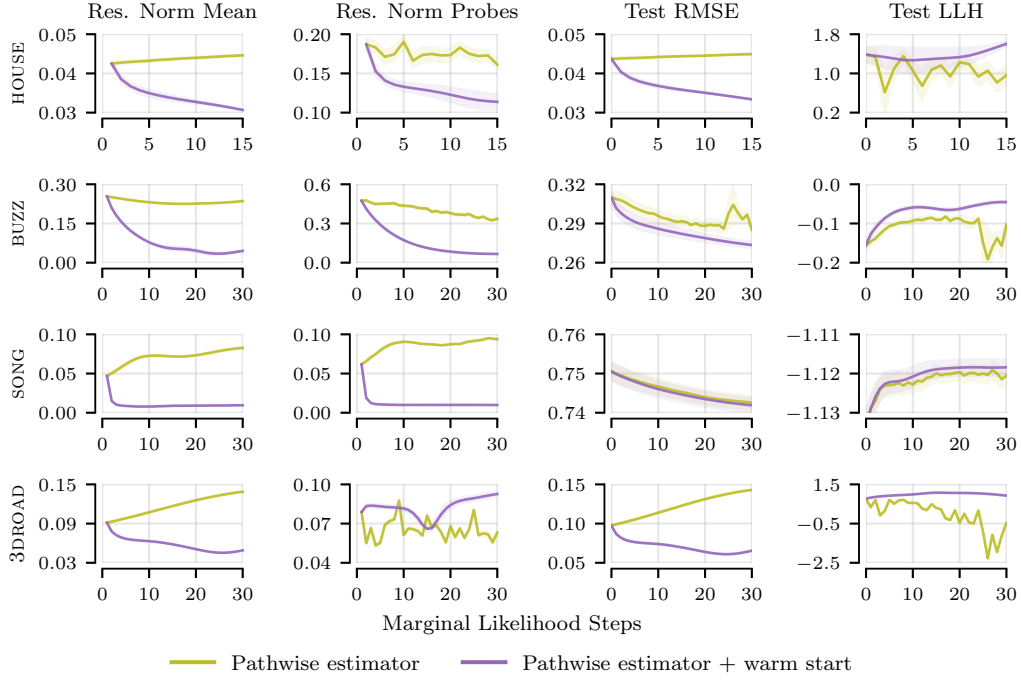 Res. Norm Mean Res. Norm Probes Test RMSE Test LLH
HOUSE
0.05 0.20 0.05 1.8
0.04 0.15 0.04 1.0
0.03 0.10 0.03 0.2
0 5 10 15 0 5 10 15 0 5 10 15 0 5 10 15
BUZZ
0.30 0.6 0.32 0.0
0.15 0.3 0.29 −0.1
0.00 0.0 0.26 −0.2
0 10 20 30 0 10 20 30 0 10 20 30 0 10 20 30
SONG
0.10 0.10 0.76 −1.11
0.05 0.05 0.75 −1.12
0.00 0.00 0.74 −1.13
0 10 20 30 0 10 20 30 0 10 20 30 0 10 20 30
3DROAD
0.15 0.10 0.15 1.5
0.09 0.07 0.10 −0.5
0.03 0.04 0.05 −2.5
0 10 20 30 0 10 20 30 0 10 20 30 0 10 20 30
Marginal Likelihood Steps
Pathwise estimator Pathwise estimator + warm start